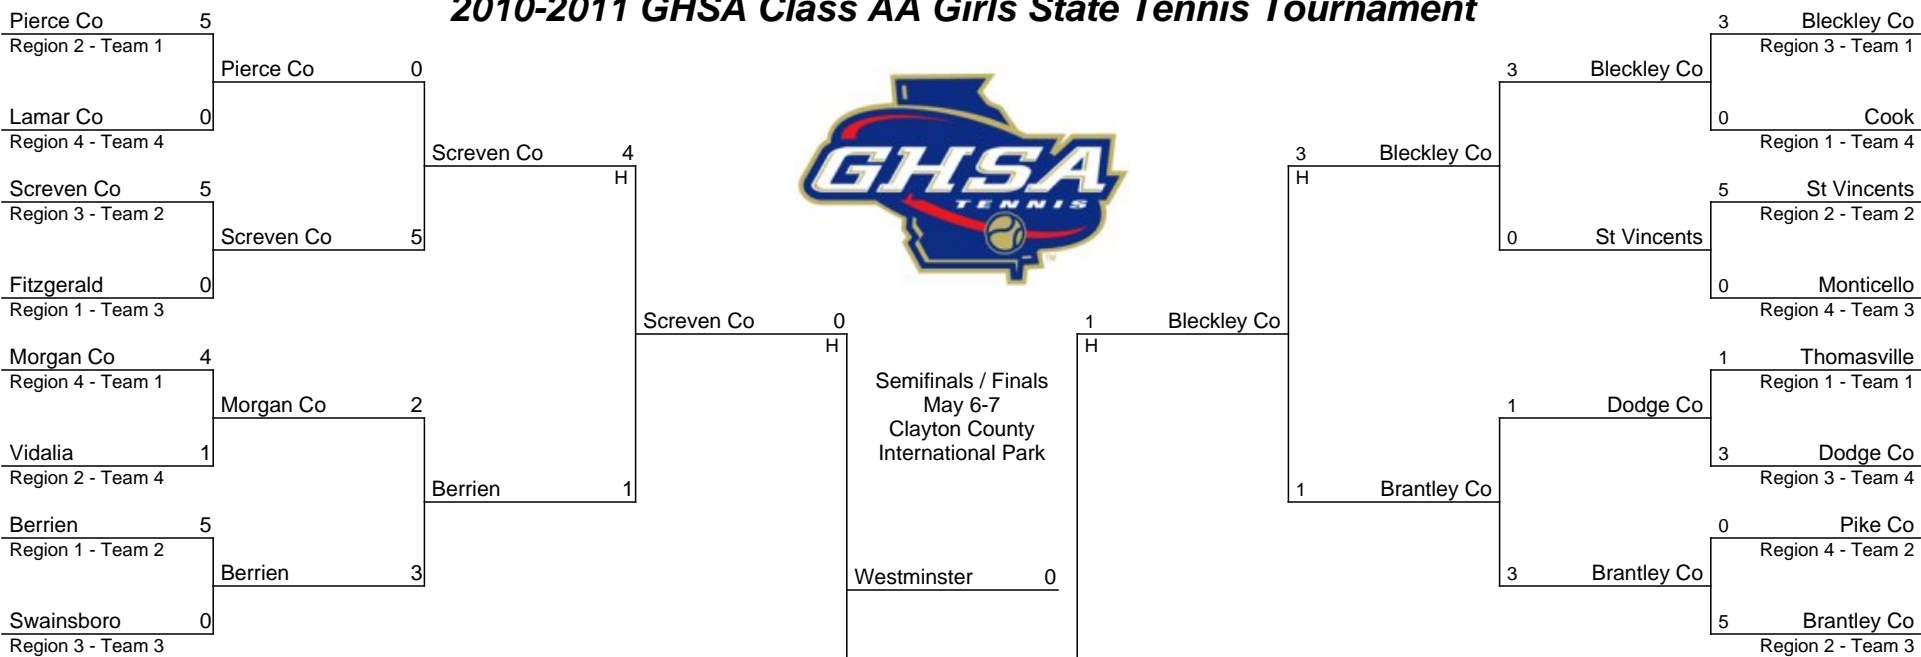 2010-2011 GHSA Class AA Girls State Tennis Tournament
Pierce Co 5
Region 2 - Team 1
Lamar Co 0
Region 4 - Team 4
Screven Co 5
Region 3 - Team 2
Fitzgerald 0
Region 1 - Team 3
Morgan Co 4
Region 4 - Team 1
Vidalia 1
Region 2 - Team 4
Berrien 5
Region 1 - Team 2
Swainsboro 0
Region 3 - Team 3
Pierce Co 0
Screven Co 5
Morgan Co 2
Berrien 3
Screven Co 4
H
Berrien 1
Screven Co 0
H
GHSA
TENNIS
TM
Semifinals / Finals
May 6-7
Clayton County
International Park
Westminster 0
1 Bleckley Co
H
3 Bleckley Co
H
1 Brantley Co
3 Bleckley Co
0 St Vincents
1 Dodge Co
3 Brantley Co
3 Bleckley Co
Region 3 - Team 1
0 Cook
Region 1 - Team 4
5 St Vincents
Region 2 - Team 2
0 Monticello
Region 4 - Team 3
1 Thomasville
Region 1 - Team 1
3 Dodge Co
Region 3 - Team 4
0 Pike Co
Region 4 - Team 2
5 Brantley Co
Region 2 - Team 3